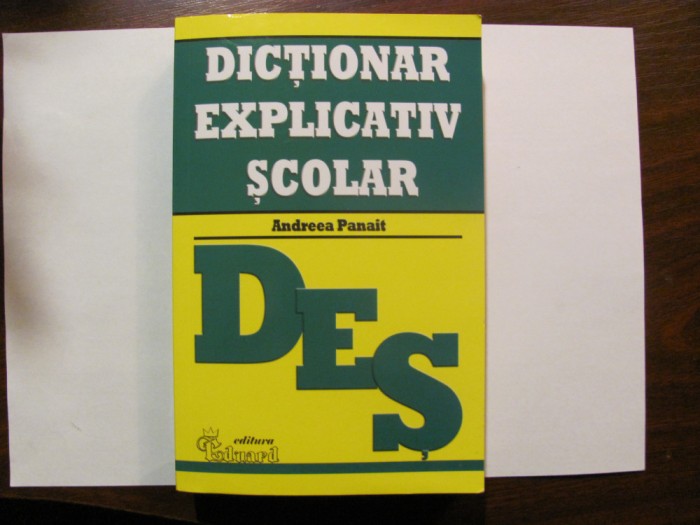 DICȚIONAR
EXPLICATIV
ȘCOLAR
Andreea Panait
DEȘ
editura
Eduard